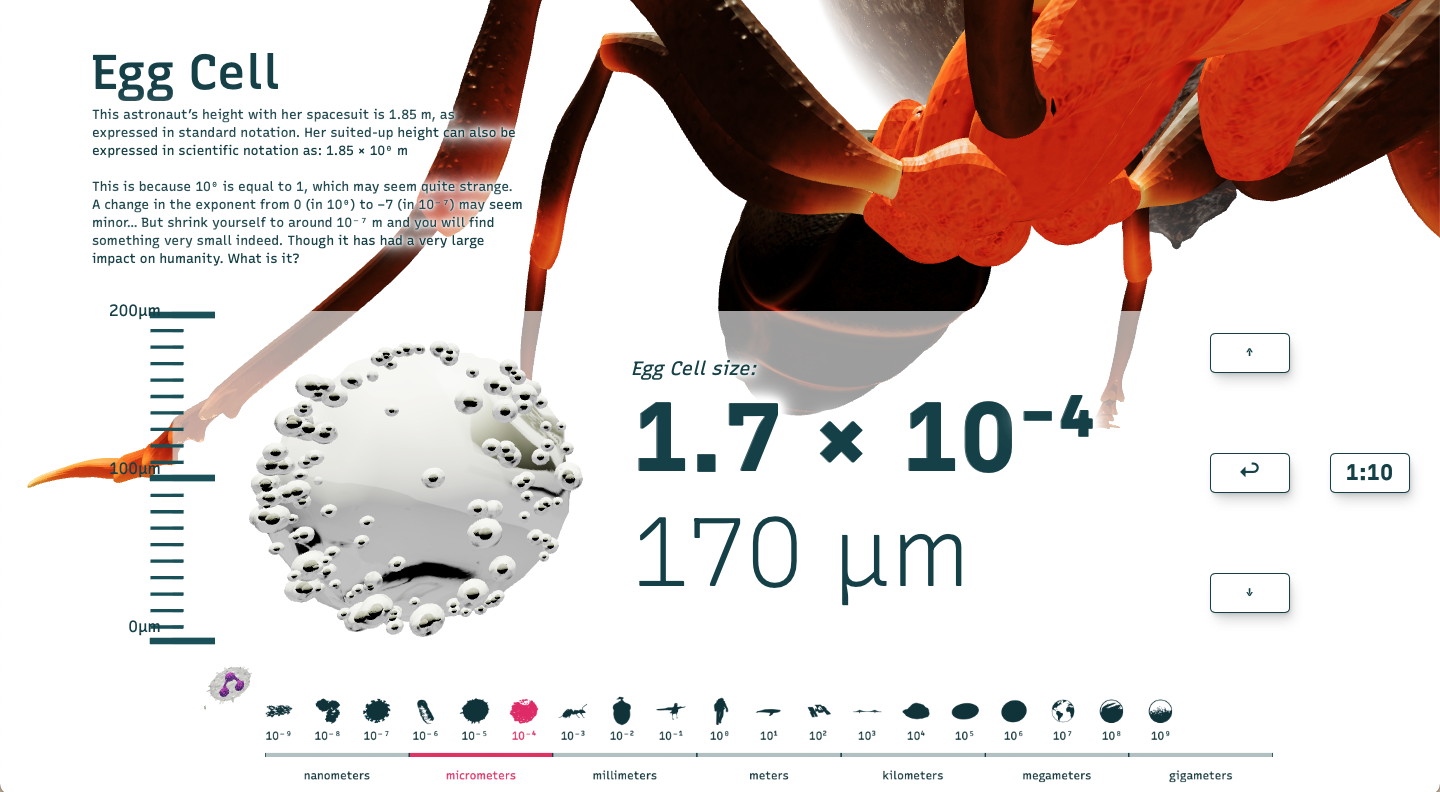 Egg Cell
This astronaut’s height with her spacesuit is 1.85 m, as
expressed in standard notation. Her suited-up height can also be
expressed in scientific notation as: 1.85 × 10⁰ m
This is because 10⁰ is equal to 1, which may seem quite strange.
A change in the exponent from 0 (in 10⁰) to −7 (in 10⁻⁷) may seem
minor... But shrink yourself to around 10⁻⁷ m and you will find
something very small indeed. Though it has had a very large
impact on humanity. What is it?
200μm
100μm
0μm
Egg Cell size:
1.7 × 10⁻⁴
170 μm
↑
↵
1:10
↓
10⁻⁹ 10⁻⁸ 10⁻⁷ 10⁻⁶ 10⁻⁵ 10⁻⁴ 10⁻³ 10⁻² 10⁻¹ 10⁰ 10¹ 10² 10³ 10⁴ 10⁵ 10⁶ 10⁷ 10⁸ 10⁹
nanometers micrometers millimeters meters kilometers megameters gigameters